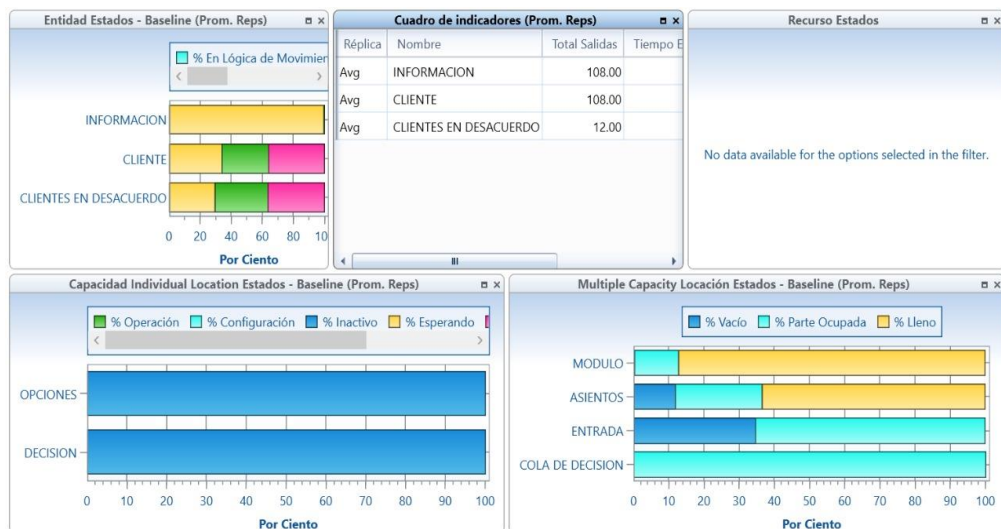 Entidad Estados - Baseline (Prom. Reps)
% En Lógica de Movimien
INFORMACION
CLIENTE
CLIENTES EN DESACUERDO
0 20 40 60 80 10
Por Ciento
Cuadro de indicadores (Prom. Reps)
Réplica Nombre Total Salidas Tiempo E
Avg INFORMACION 108.00
Avg CLIENTE 108.00
Avg CLIENTES EN DESACUERDO 12.00
Recurso Estados
No data available for the options selected in the filter.
Capacidad Individual Location Estados - Baseline (Prom. Reps)
% Operación % Configuración % Inactivo % Esperando
OPCIONES
DECISION
0 10 20 30 40 50 60 70 80 90 100
Por Ciento
Multiple Capacity Locación Estados - Baseline (Prom. Reps)
% Vacío % Parte Ocupada % Lleno
MODULO
ASIENTOS
ENTRADA
COLA DE DECISION
0 10 20 30 40 50 60 70 80 90 100
Por Ciento